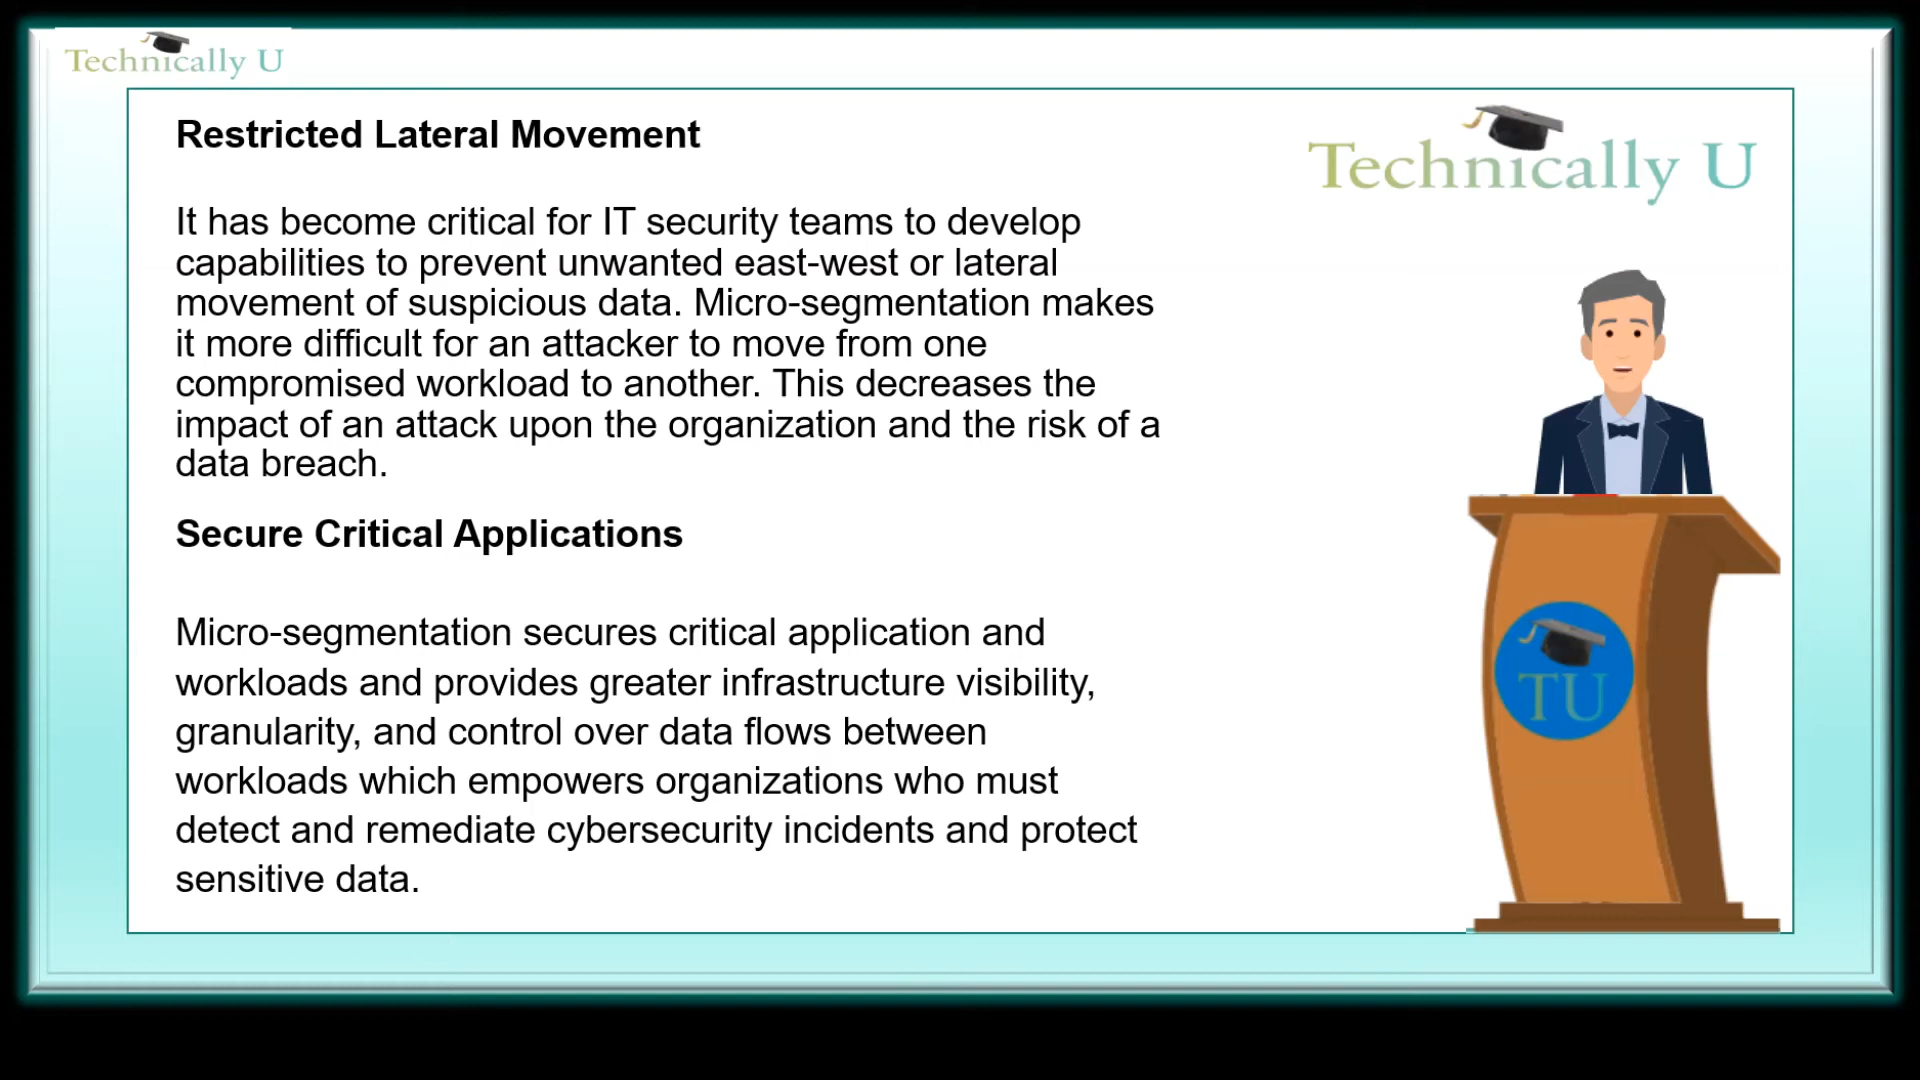 Technically U
Technically U
Restricted Lateral Movement
It has become critical for IT security teams to develop
capabilities to prevent unwanted east-west or lateral
movement of suspicious data. Micro-segmentation makes
it more difficult for an attacker to move from one
compromised workload to another. This decreases the
impact of an attack upon the organization and the risk of a
data breach.
Secure Critical Applications
Micro-segmentation secures critical application and
workloads and provides greater infrastructure visibility,
granularity, and control over data flows between
workloads which empowers organizations who must
detect and remediate cybersecurity incidents and protect
sensitive data.
TU